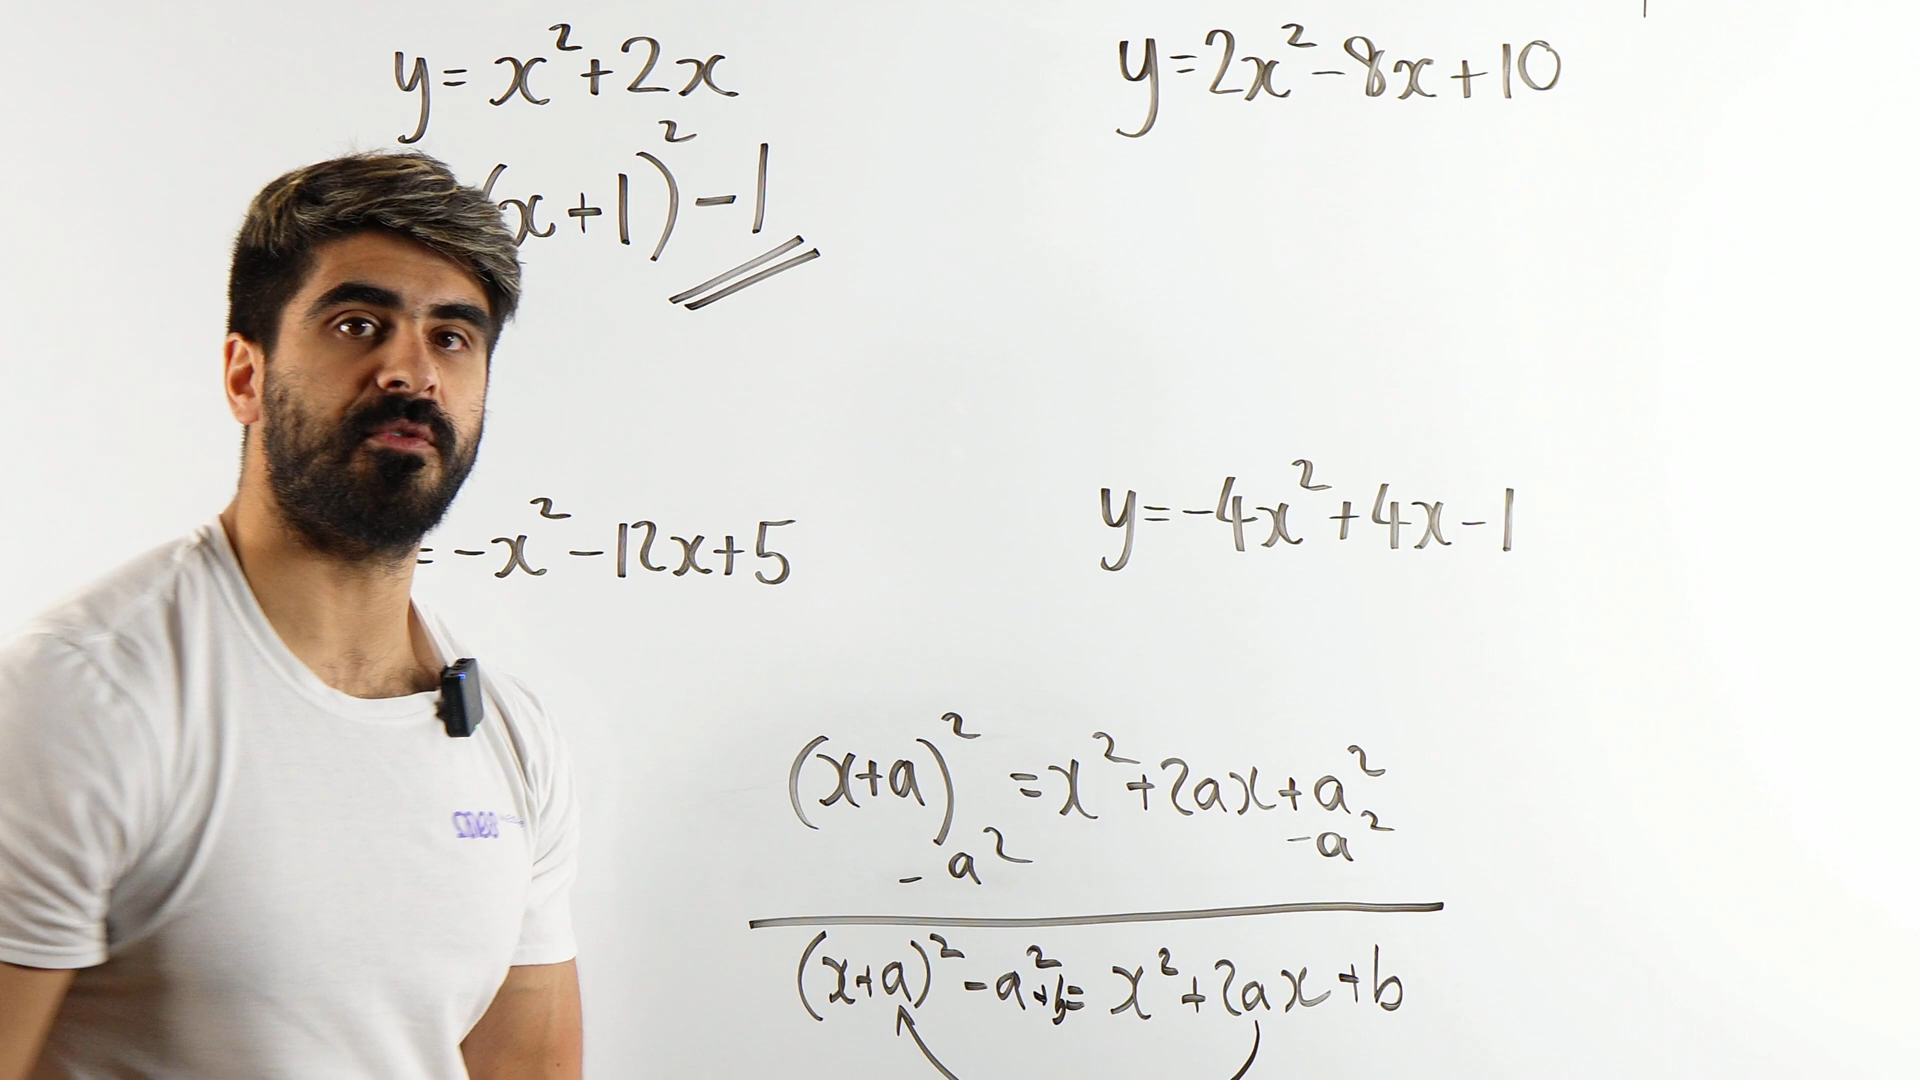 y = x² + 2x
(x+1)² - 1
= -x² - 12x + 5
y = 2x² - 8x + 10
y = -4x² + 4x - 1
(x+a)² = x² + 2ax + a²
- a² - a²
(x+a)² - a² + b = x² + 2ax + b